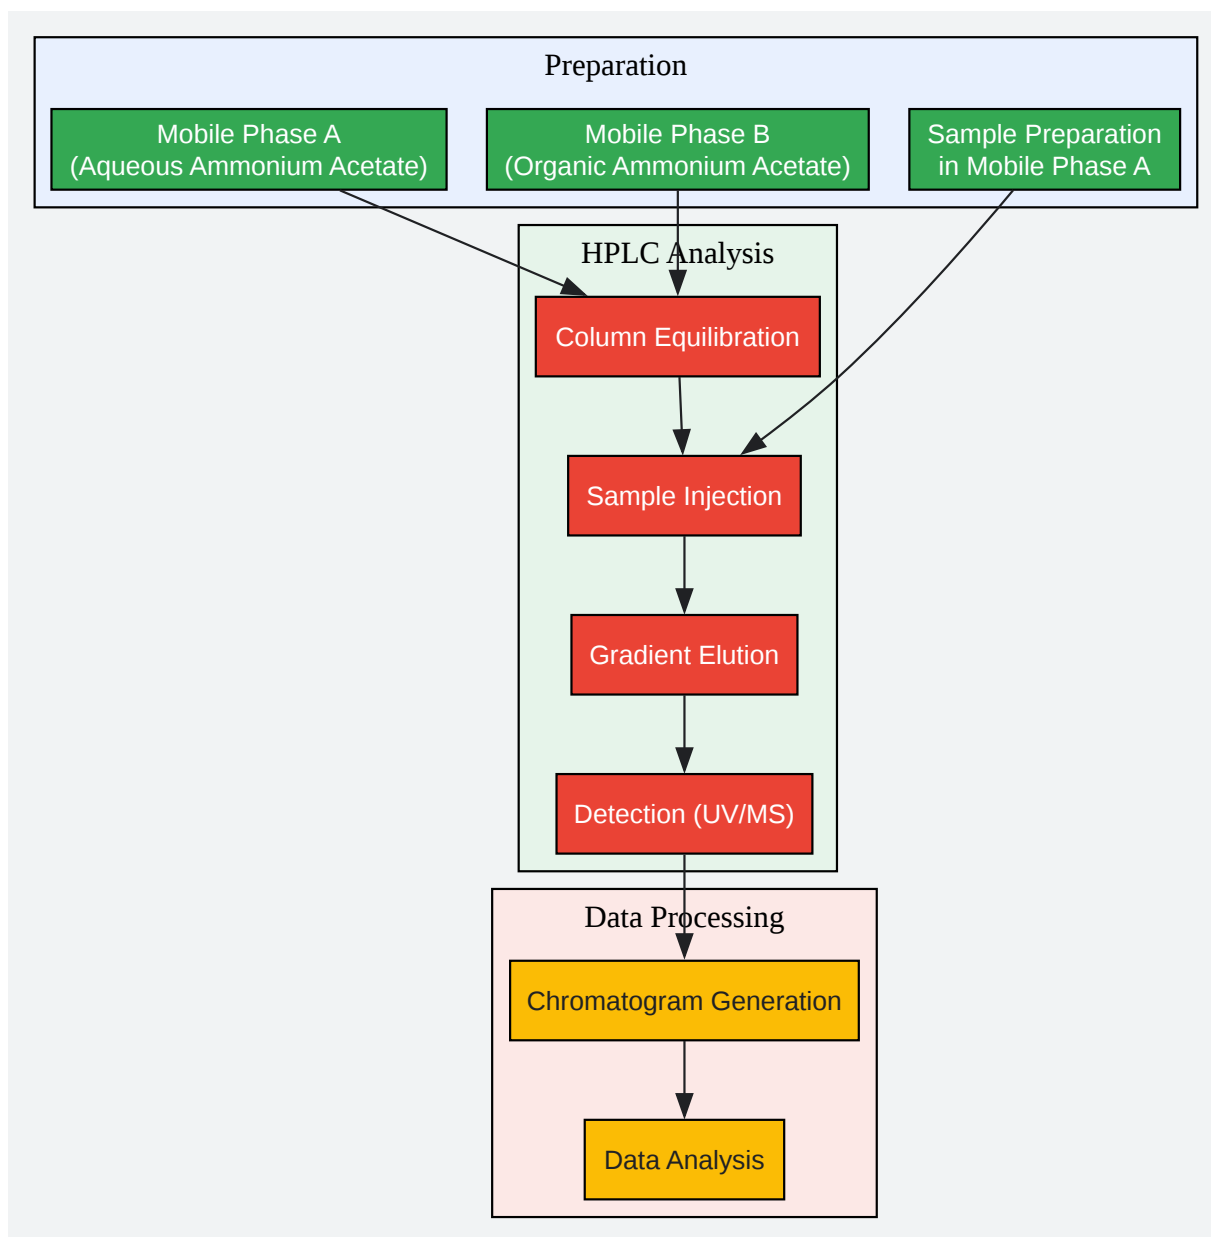 Preparation
Mobile Phase A
(Aqueous Ammonium Acetate)
Mobile Phase B
(Organic Ammonium Acetate)
Sample Preparation
in Mobile Phase A
HPLC Analysis
Column Equilibration
Sample Injection
Gradient Elution
Detection (UV/MS)
Data Processing
Chromatogram Generation
Data Analysis